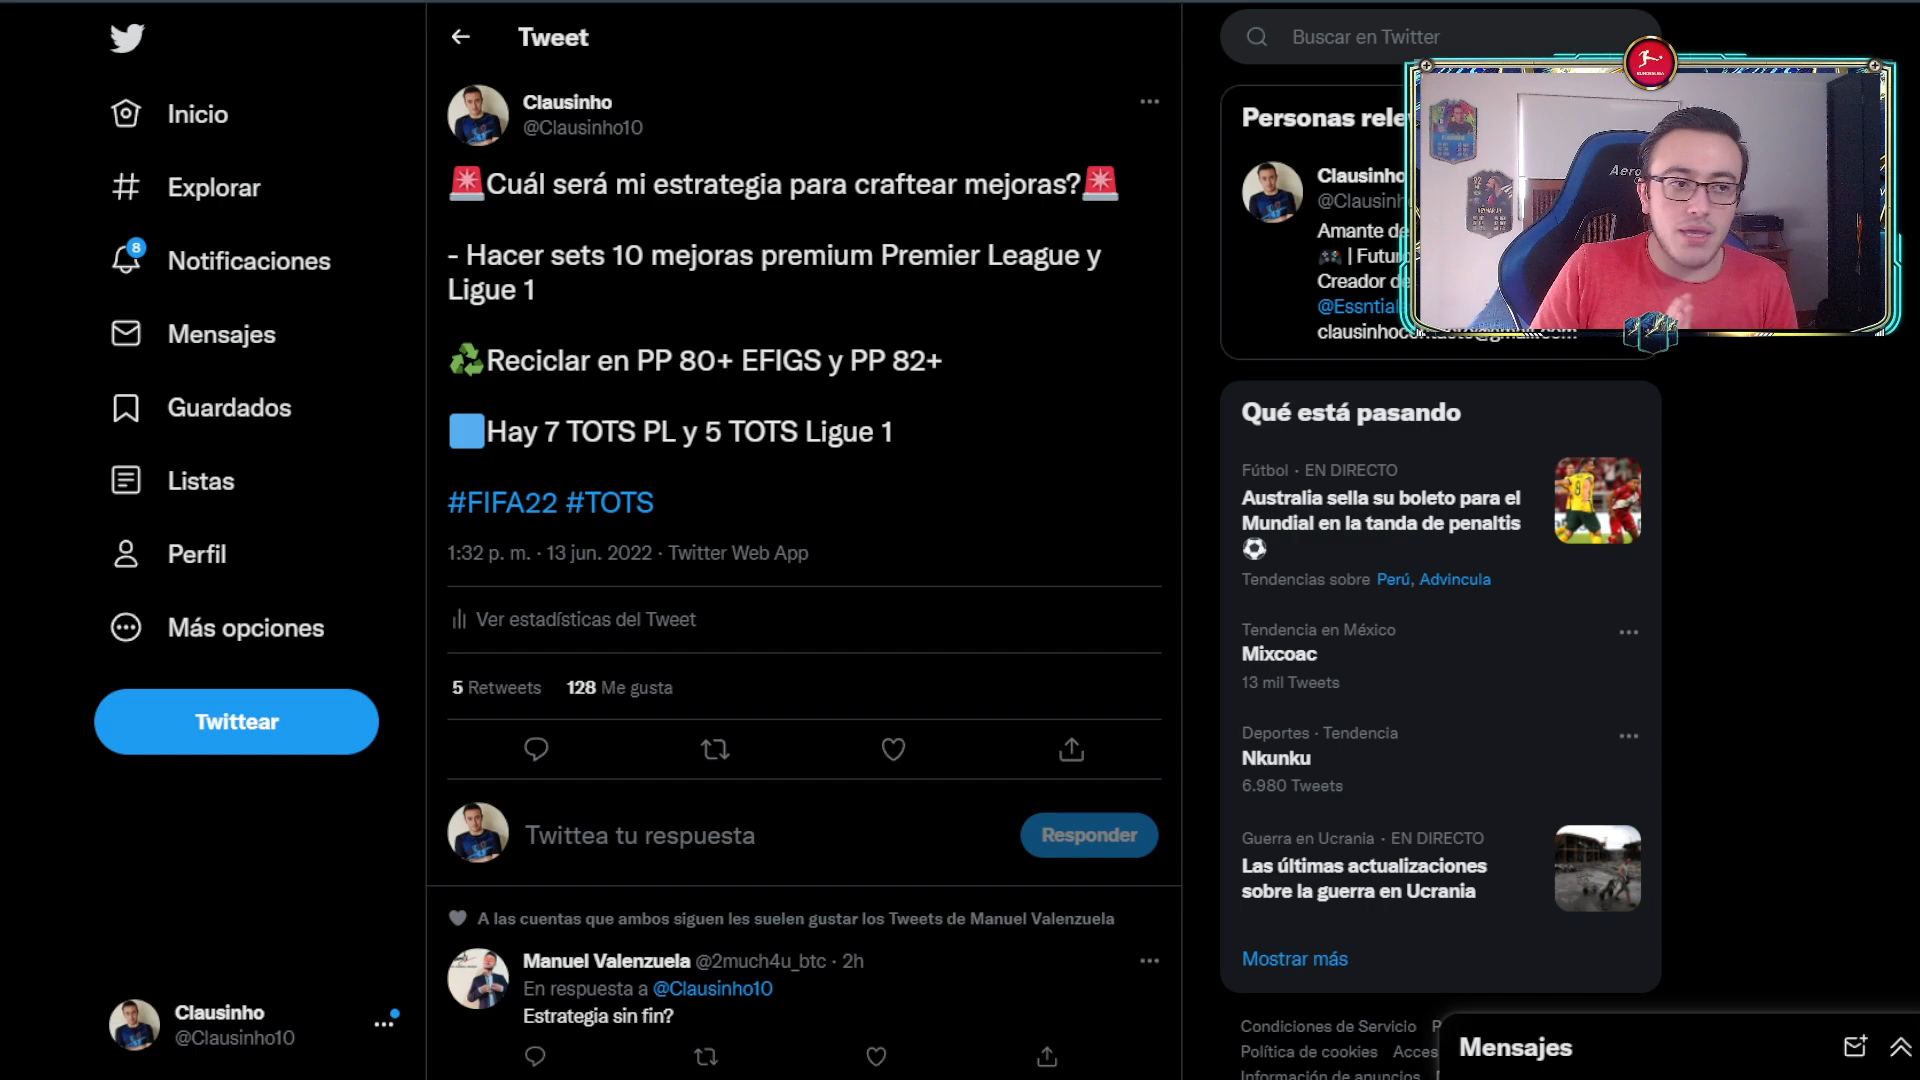 Inicio
Explorar
8
Notificaciones
Mensajes
Guardados
Listas
Perfil
Más opciones
Twittear
Clausinho
@Clausinho10
Tweet
Clausinho
@Clausinho10
🚨Cuál será mi estrategia para craftear mejoras?🚨
- Hacer sets 10 mejoras premium Premier League y
Ligue 1
♻️Reciclar en PP 80+ EFIGS y PP 82+
🟦Hay 7 TOTS PL y 5 TOTS Ligue 1
#FIFA22 #TOTS
1:32 p. m. · 13 jun. 2022 · Twitter Web App
Ver estadísticas del Tweet
5 Retweets 128 Me gusta
Twittea tu respuesta
Responder
A las cuentas que ambos siguen les suelen gustar los Tweets de Manuel Valenzuela
Manuel Valenzuela @2much4u_btc · 2h
En respuesta a @Clausinho10
Estrategia sin fin?
Buscar en Twitter
Personas rele
Clausinho
@Clausinh
Amante de
🎮 | Futur
Creador de
@Essntial
BUNDESLIGA
Aero
92
NEYMAR JR
Qué está pasando
Fútbol · EN DIRECTO
Australia sella su boleto para el
Mundial en la tanda de penaltis
⚽
Tendencias sobre Perú, Advincula
Tendencia en México
Mixcoac
13 mil Tweets
Deportes · Tendencia
Nkunku
6.980 Tweets
Guerra en Ucrania · EN DIRECTO
Las últimas actualizaciones
sobre la guerra en Ucrania
Mostrar más
Condiciones de Servicio P
Política de cookies Acces
Información de anuncios
Mensajes